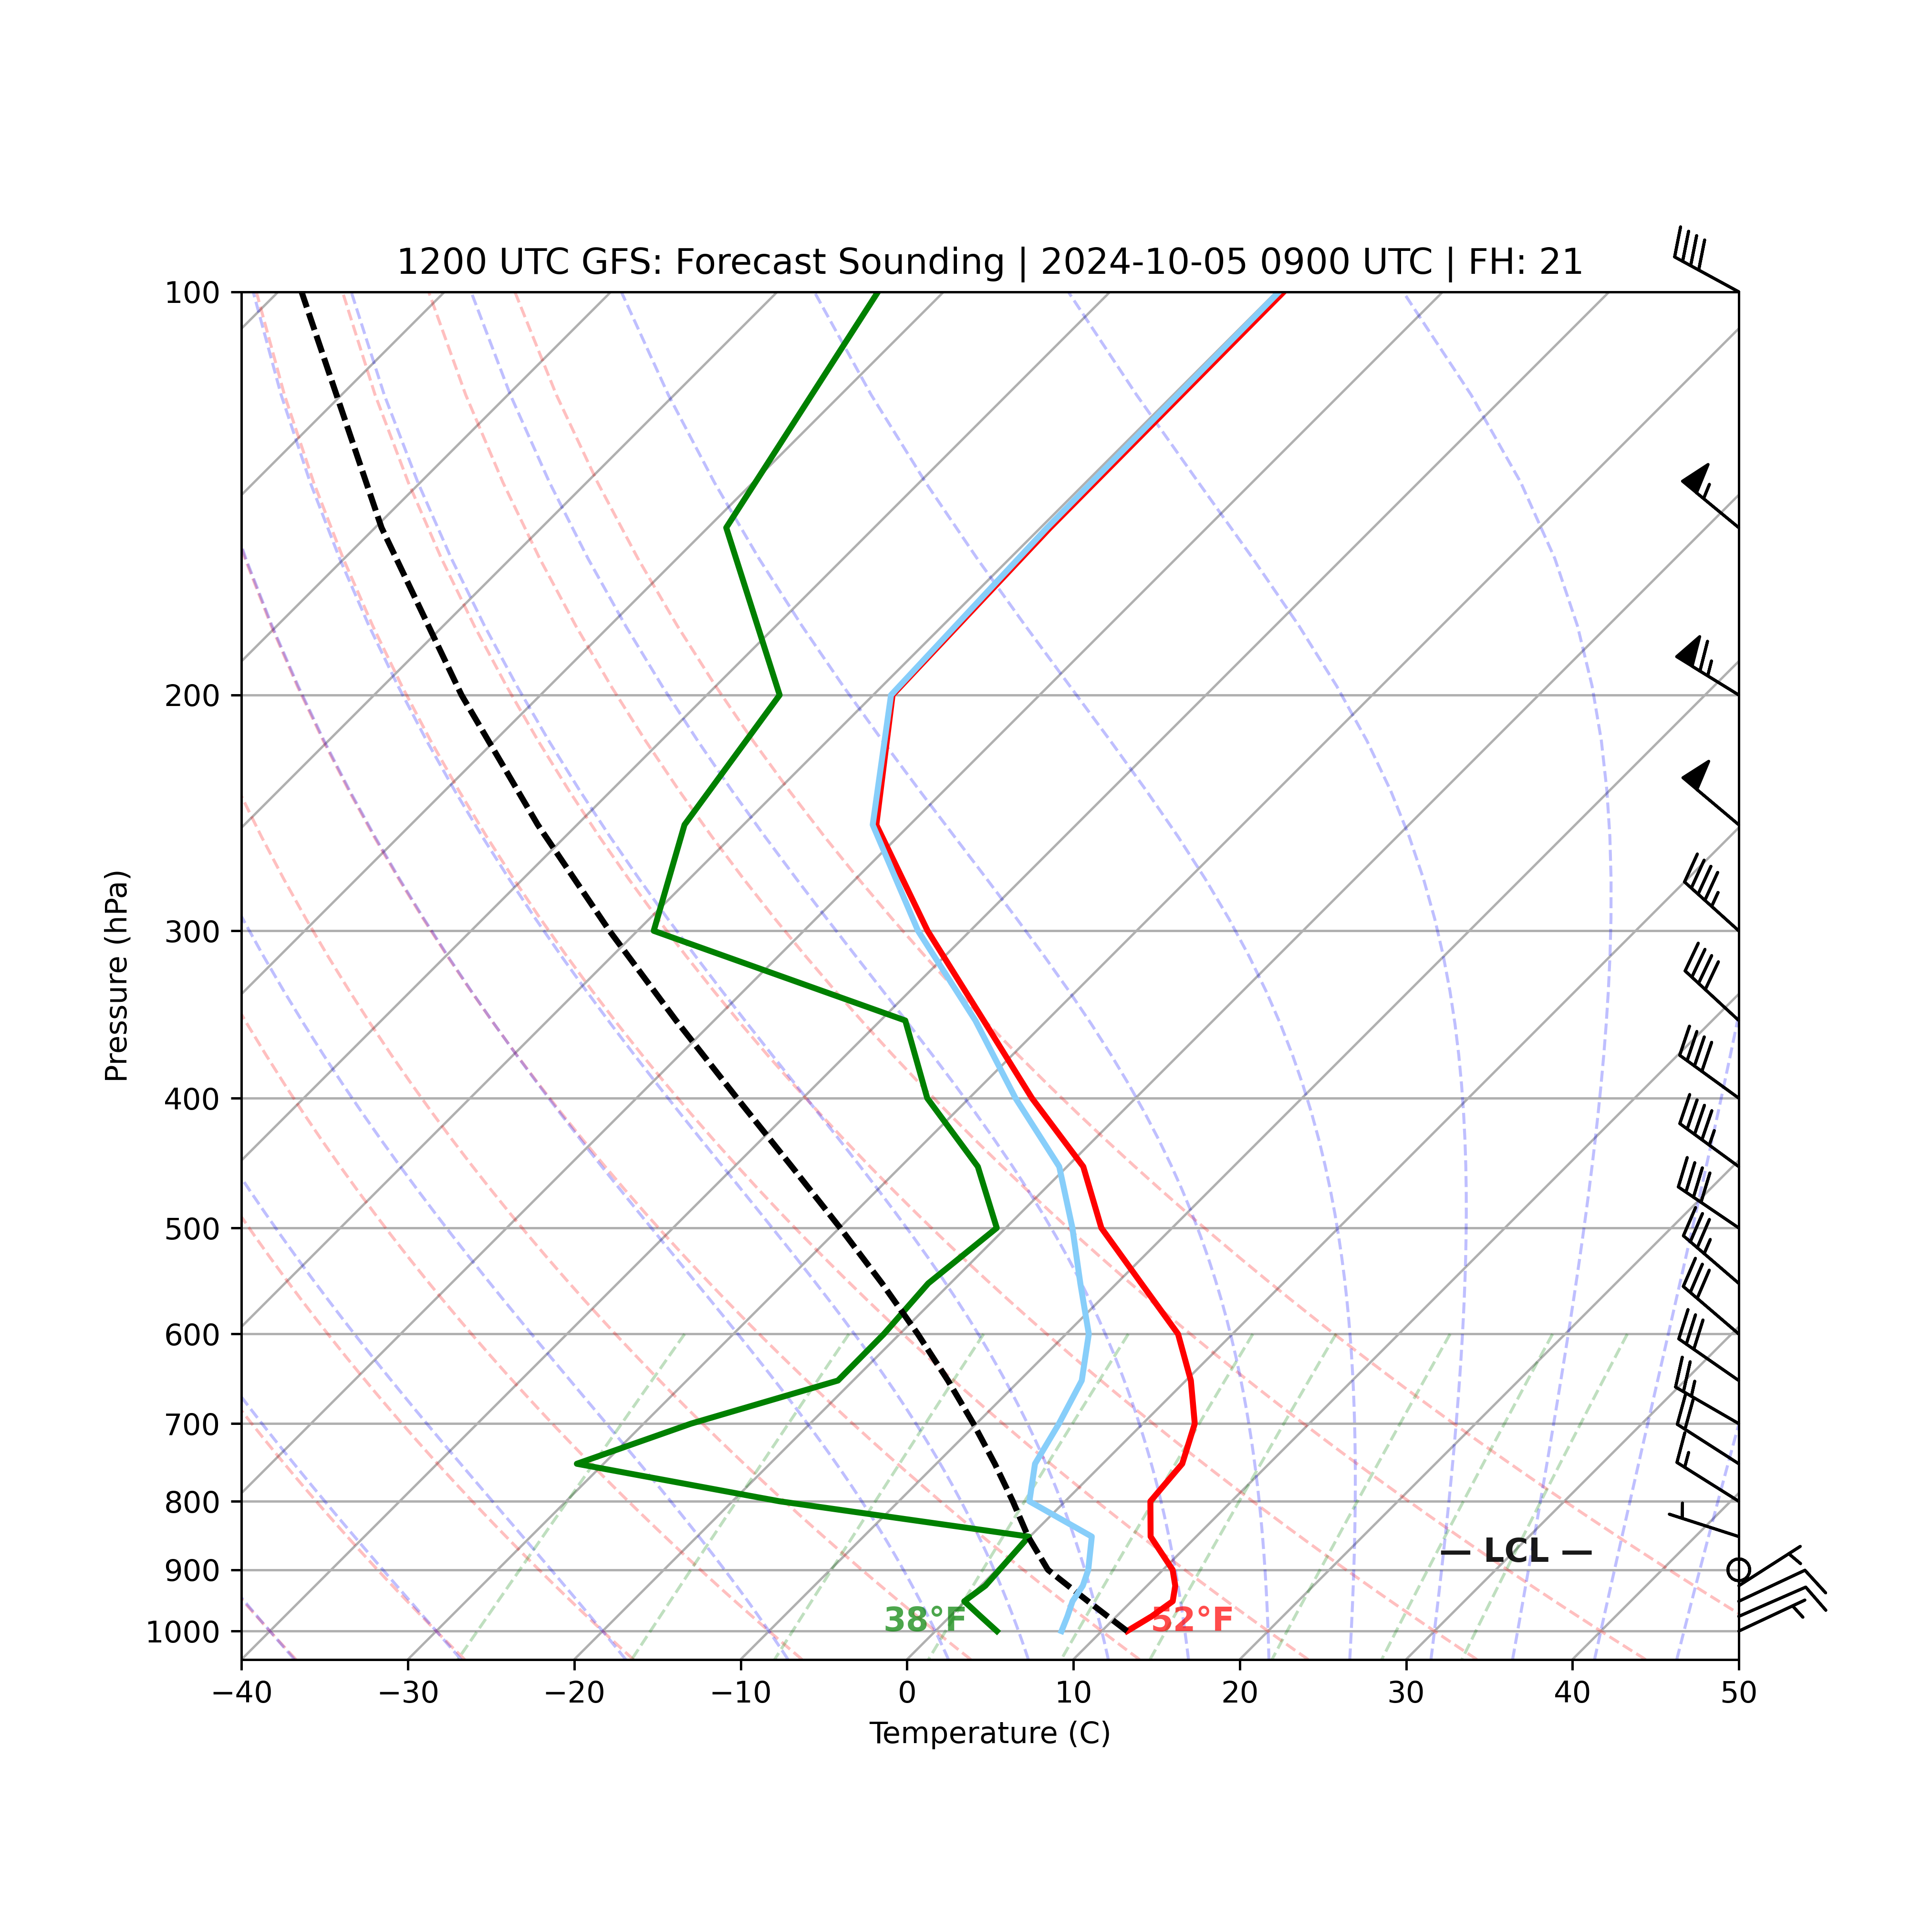 1200 UTC GFS: Forecast Sounding | 2024-10-05 0900 UTC | FH: 21
100
200
300
400
500
600
700
800
900
1000
Pressure (hPa)
— LCL —
38°F
52°F
−40 −30 −20 −10 0 10 20 30 40 50
Temperature (C)